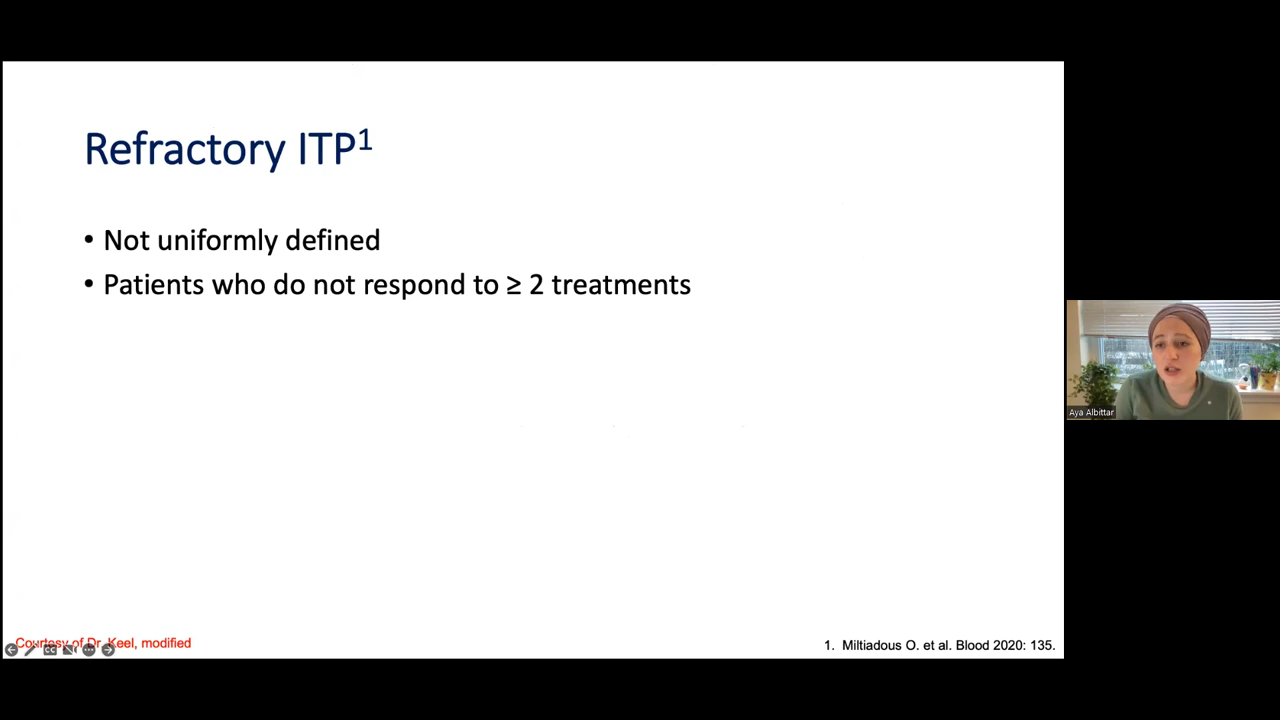 Refractory ITP¹
• Not uniformly defined
• Patients who do not respond to ≥ 2 treatments
Aya Albittar
Courtesy of Dr. Keel, modified
1. Miltiadous O. et al. Blood 2020: 135.